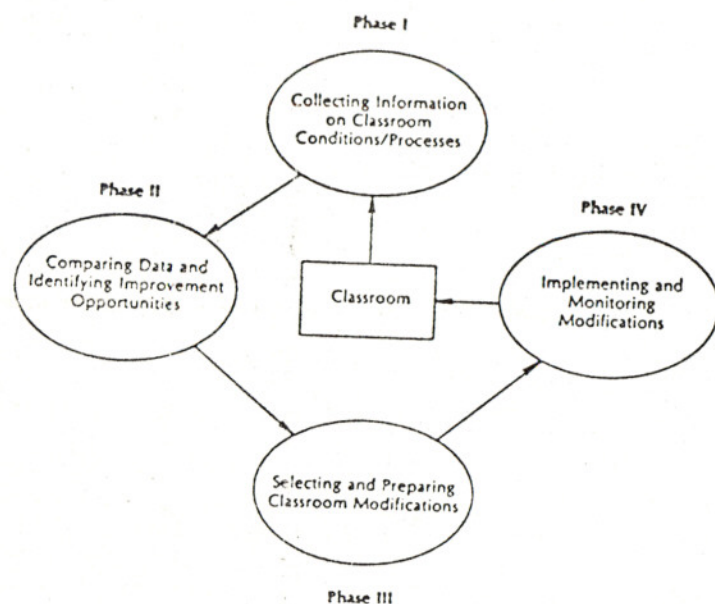 Phase I
Collecting Information
on Classroom
Conditions/Processes
Phase II
Comparing Data and
Identifying Improvement
Opportunities
Classroom
Phase IV
Implementing and
Monitoring
Modifications
Selecting and Preparing
Classroom Modifications
Phase III